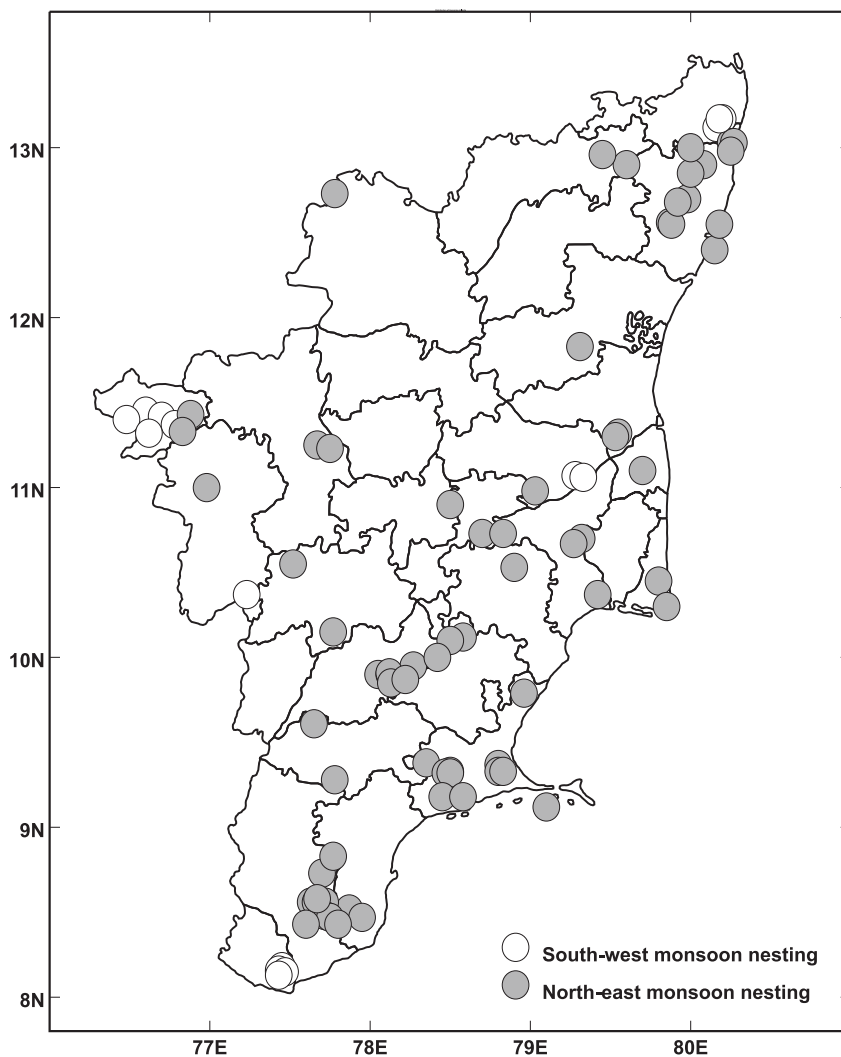 13N
12N
11N
10N
9N
South-west monsoon nesting
North-east monsoon nesting
8N
77E 78E 79E 80E